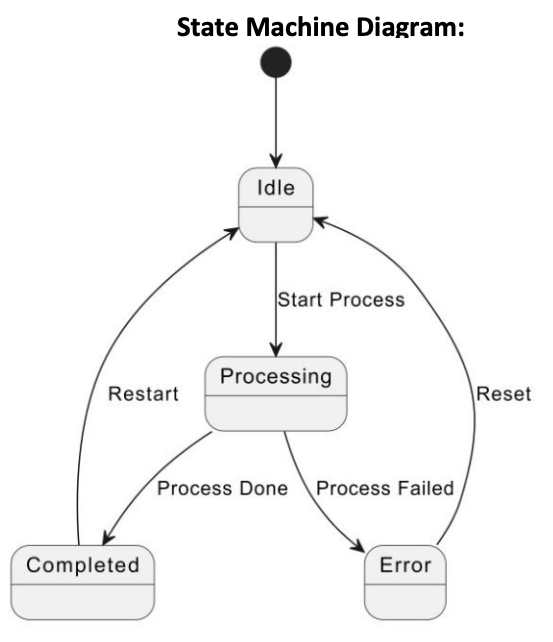 State Machine Diagram:
Idle
Start Process
Processing
Restart
Reset
Process Done
Process Failed
Completed
Error